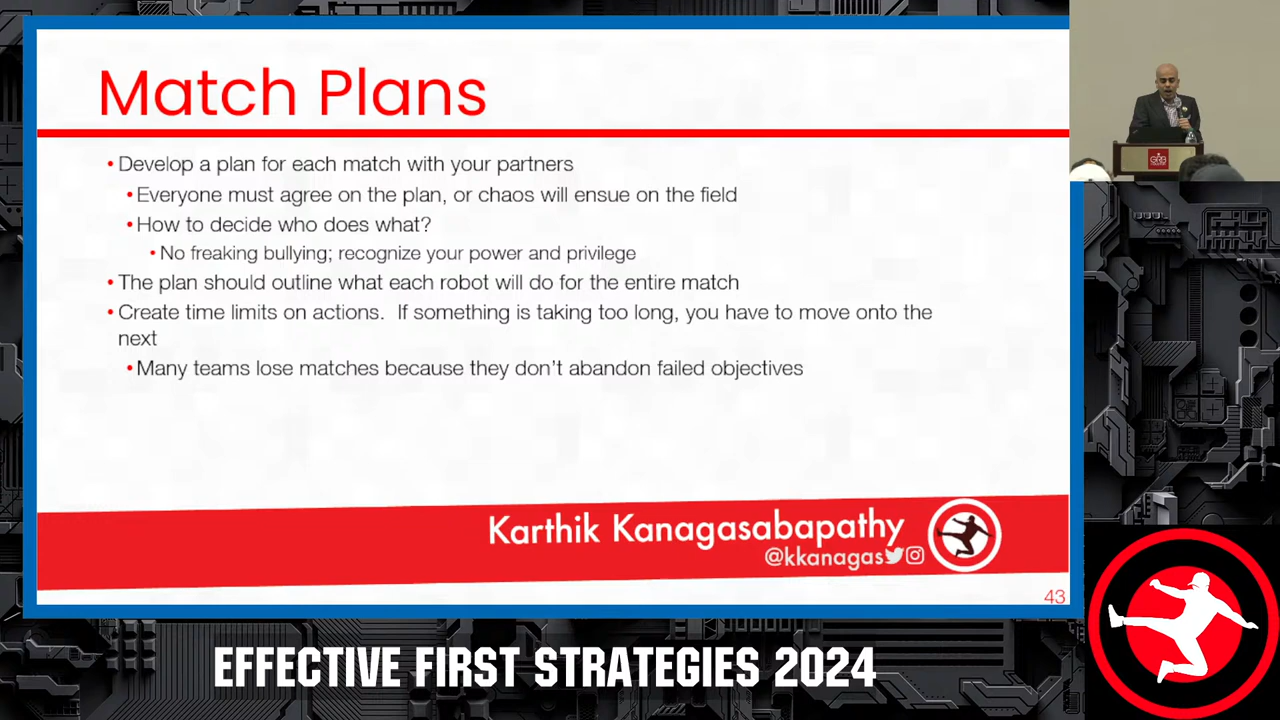 Match Plans
• Develop a plan for each match with your partners
• Everyone must agree on the plan, or chaos will ensue on the field
• How to decide who does what?
• No freaking bullying; recognize your power and privilege
• The plan should outline what each robot will do for the entire match
• Create time limits on actions.  If something is taking too long, you have to move onto the
next
• Many teams lose matches because they don't abandon failed objectives
Karthik Kanagasabapathy
@kkanagas
43
GRB
EFFECTIVE FIRST STRATEGIES 2024